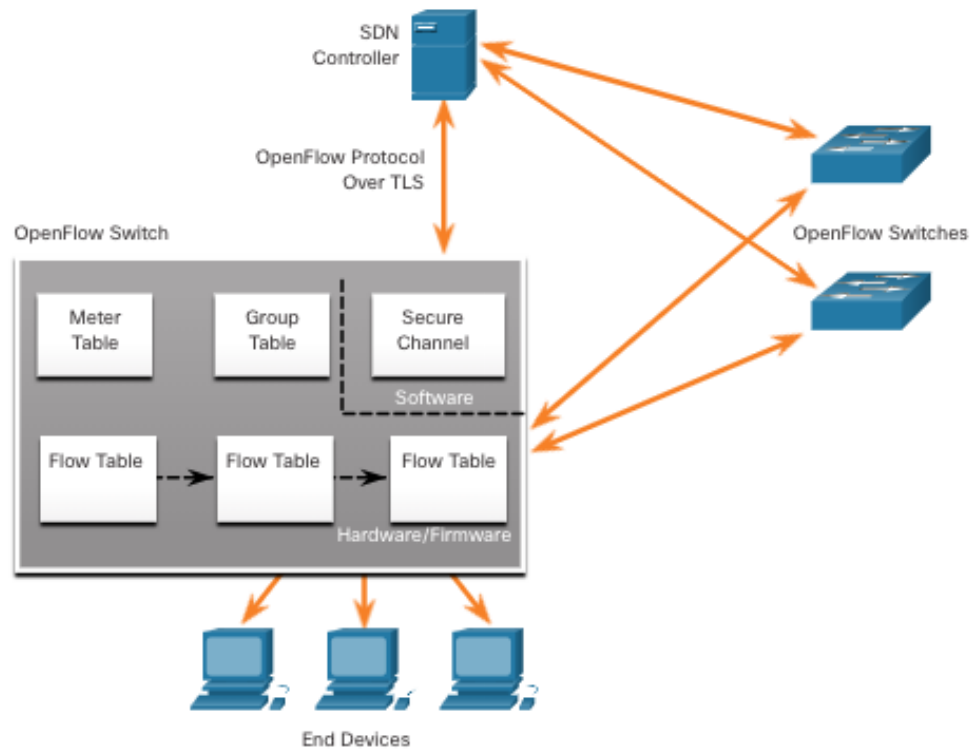 SDN
Controller
OpenFlow Protocol
Over TLS
OpenFlow Switch
OpenFlow Switches
Meter
Table
Group
Table
Secure
Channel
Software
Flow Table
Flow Table
Flow Table
Hardware/Firmware
End Devices